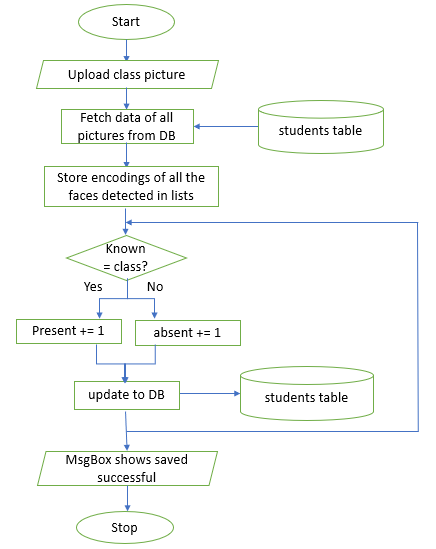 Start
Upload class picture
Fetch data of all
pictures from DB
students table
Store encodings of all the
faces detected in lists
Known
= class?
Yes
No
Present += 1
absent += 1
update to DB
students table
MsgBox shows saved
successful
Stop